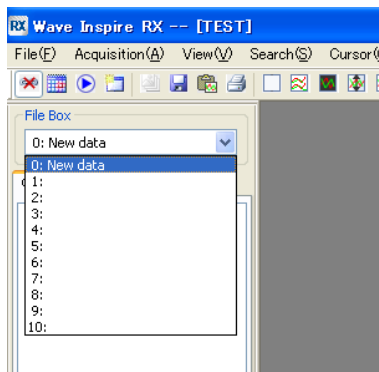 RX Wave Inspire RX -- [TEST]
File(F) Acquisition(A) View(V) Search(S) Cursor(
File Box
0: New data
0: New data
1:
2:
3:
4:
5:
6:
7:
8:
9:
10: